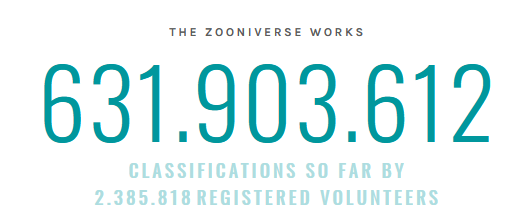 THE ZOONIVERSE WORKS
631.903.612
CLASSIFICATIONS SO FAR BY
2.385.818 REGISTERED VOLUNTEERS